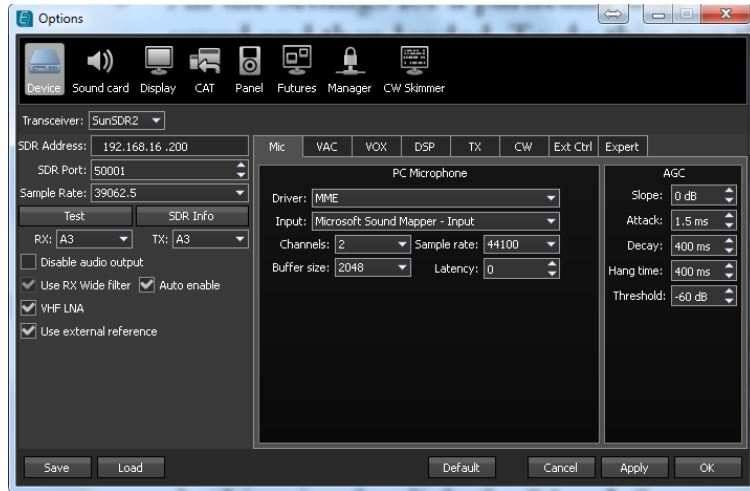 Options
Device Sound card Display CAT Panel Futures Manager CW Skimmer
Transceiver: SunSDR2
SDR Address: 192.168.16 .200
SDR Port: 50001
Sample Rate: 39062.5
Test SDR Info
RX: A3 TX: A3
Disable audio output
Use RX Wide filter Auto enable
VHF LNA
Use external reference
Mic VAC VOX DSP TX CW Ext Ctrl Expert
PC Microphone
Driver: MME
Input: Microsoft Sound Mapper - Input
Channels: 2 Sample rate: 44100
Buffer size: 2048 Latency: 0
AGC
Slope: 0 dB
Attack: 1.5 ms
Decay: 400 ms
Hang time: 400 ms
Threshold: -60 dB
Save Load Default Cancel Apply OK